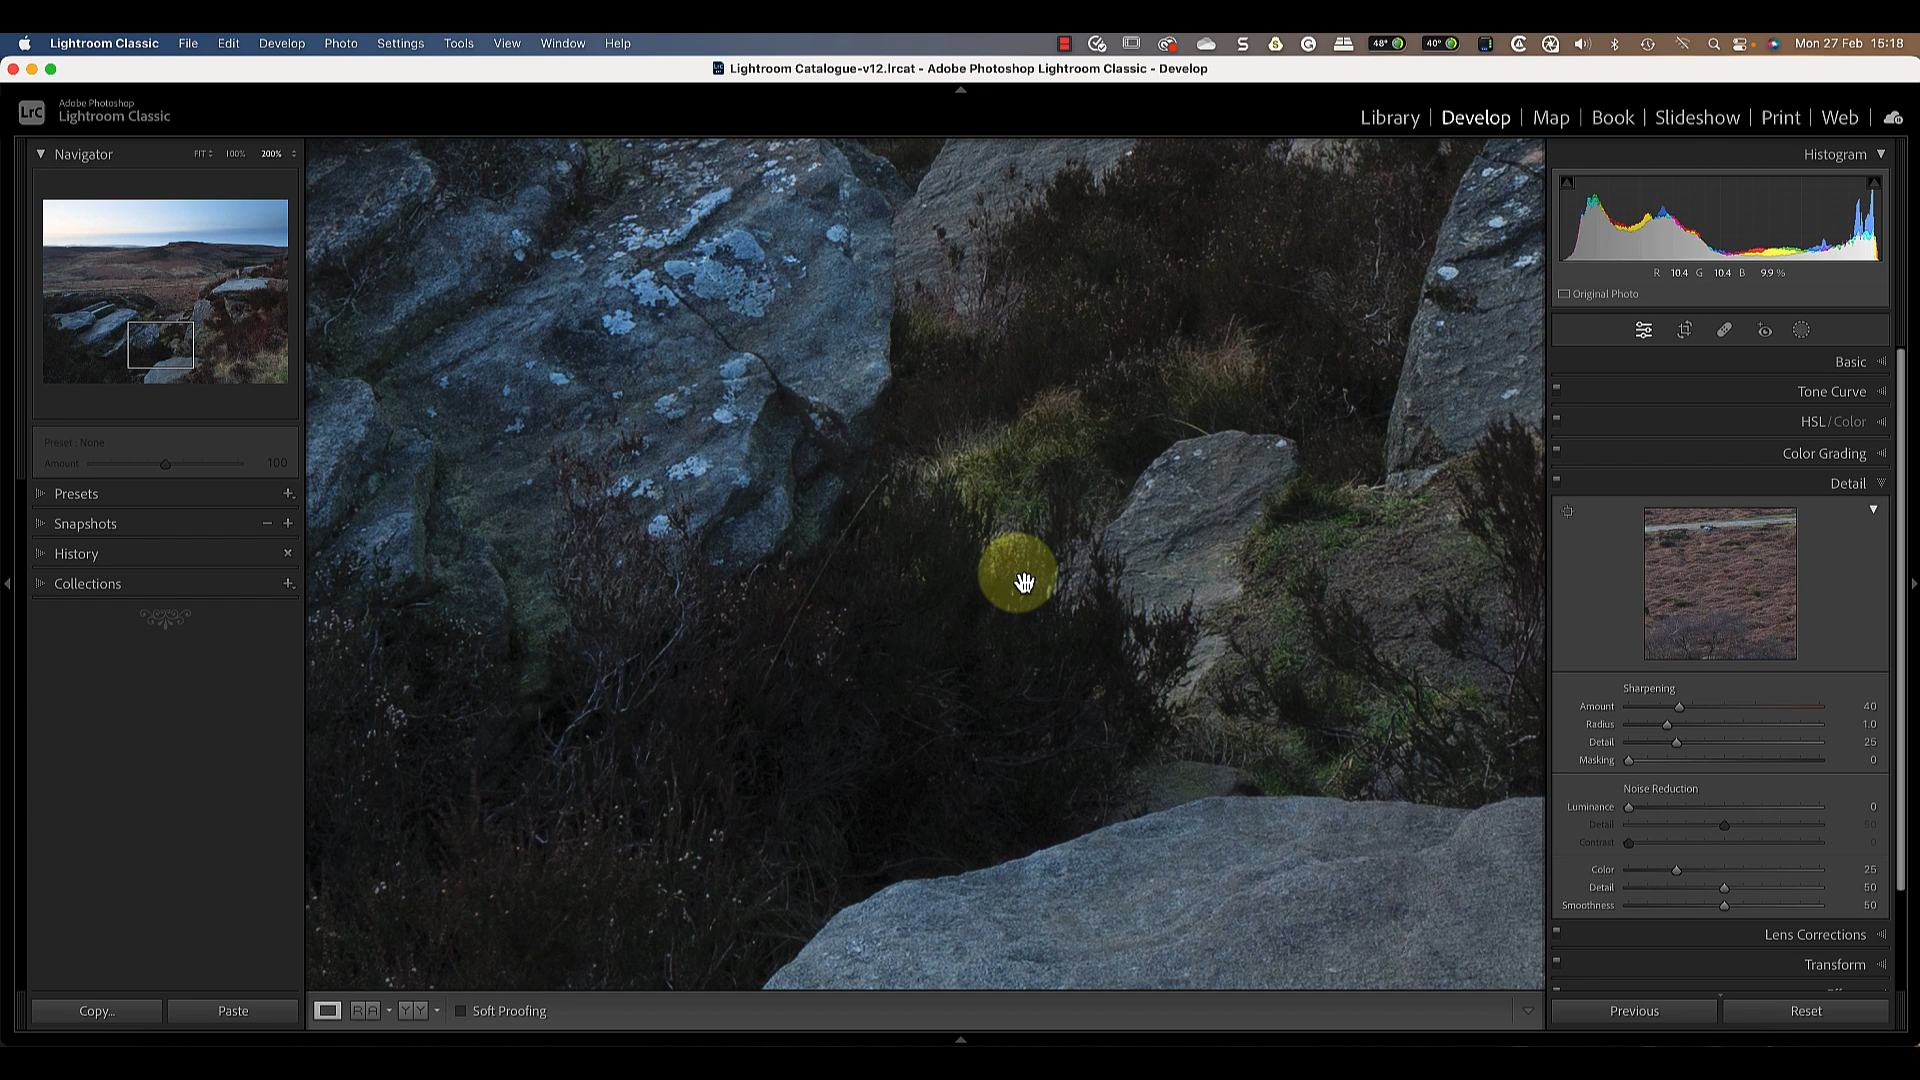 Lightroom Classic File Edit Develop Photo Settings Tools View Window Help 48° 40° Mon 27 Feb 15:18
Lightroom Catalogue-v12.lrcat - Adobe Photoshop Lightroom Classic - Develop
LrC Adobe Photoshop
Lightroom Classic
Library | Develop | Map | Book | Slideshow | Print | Web |
Navigator FIT 100% 200%
Histogram
R 10.4 G 10.4 B 9.9 %
Original Photo
Basic
Tone Curve
HSL / Color
Color Grading
Detail
Preset : None
Amount 100
Presets
Snapshots
History
Collections
Sharpening
Amount 40
Radius 1.0
Detail 25
Masking 0
Noise Reduction
Luminance 0
Detail 50
Contrast 0
Color 25
Detail 50
Smoothness 50
Lens Corrections
Transform
Copy... Paste
R A Y Y Soft Proofing
Previous Reset